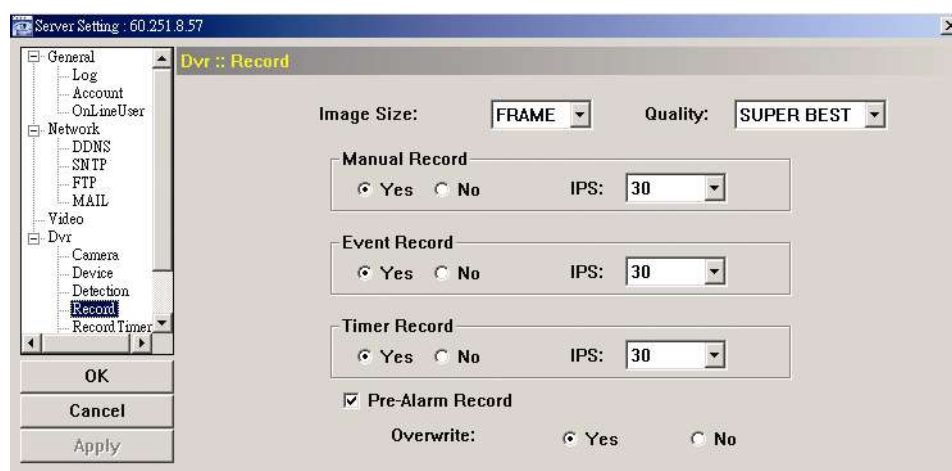 Server Setting : 60.251.8.57
General
Log
Account
OnLineUser
Network
DDNS
SNTP
FTP
MAIL
Video
Dvr
Camera
Device
Detection
Record
Record Timer
OK
Cancel
Apply
Dvr :: Record
Image Size: FRAME Quality: SUPER BEST
Manual Record
Yes No IPS: 30
Event Record
Yes No IPS: 30
Timer Record
Yes No IPS: 30
Pre-Alarm Record
Overwrite: Yes No